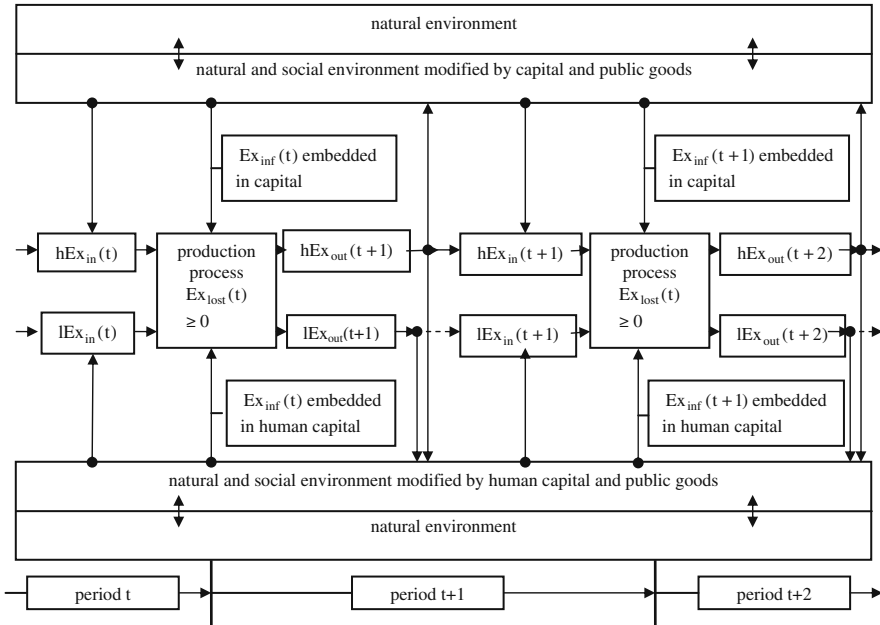 natural environment
natural and social environment modified by capital and public goods
Ex_inf(t) embedded
in capital
Ex_inf(t+1) embedded
in capital
hEx_in(t)
production
process
Ex_lost(t)
≥ 0
hEx_out(t+1)
hEx_in(t+1)
production
process
Ex_lost(t)
≥ 0
hEx_out(t+2)
lEx_in(t)
lEx_out(t+1)
lEx_in(t+1)
lEx_out(t+2)
Ex_inf(t) embedded
in human capital
Ex_inf(t+1) embedded
in human capital
natural and social environment modified by human capital and public goods
natural environment
period t
period t+1
period t+2